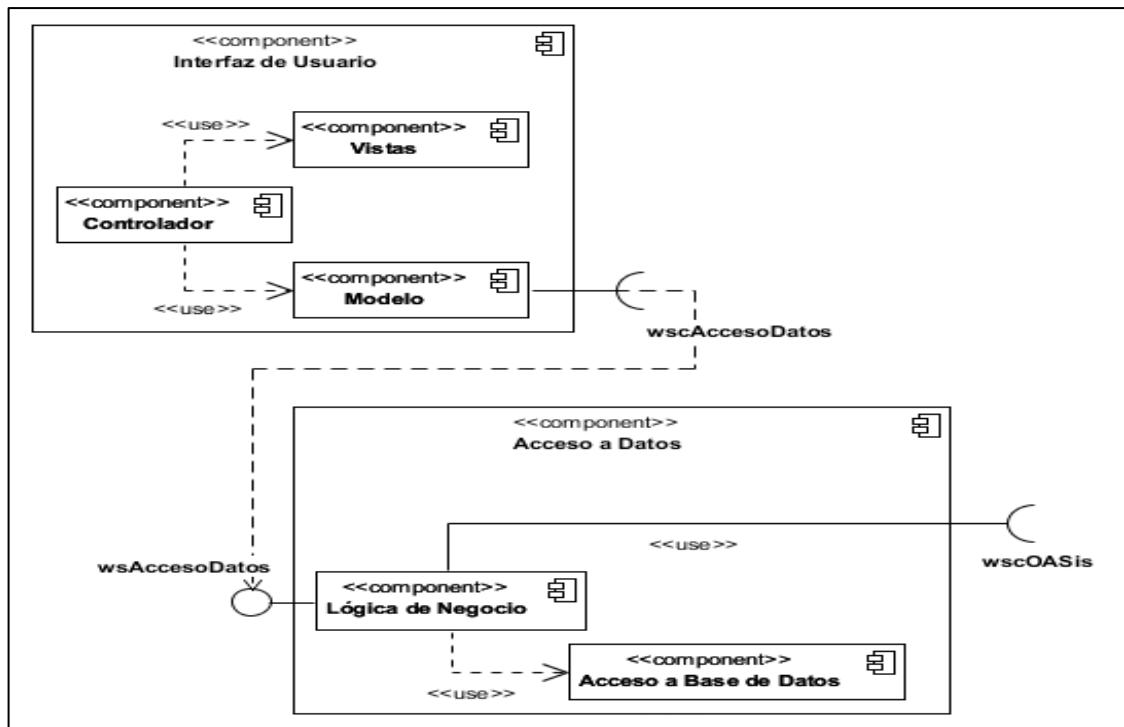 <<component>>
Interfaz de Usuario
<<use>>
<<component>>
Vistas
<<component>>
Controlador
<<component>>
Modelo
<<use>>
wscAccesoDatos
<<component>>
Acceso a Datos
<<use>>
wscOASis
wsAccesoDatos
<<component>>
Lógica de Negocio
<<component>>
Acceso a Base de Datos
<<use>>